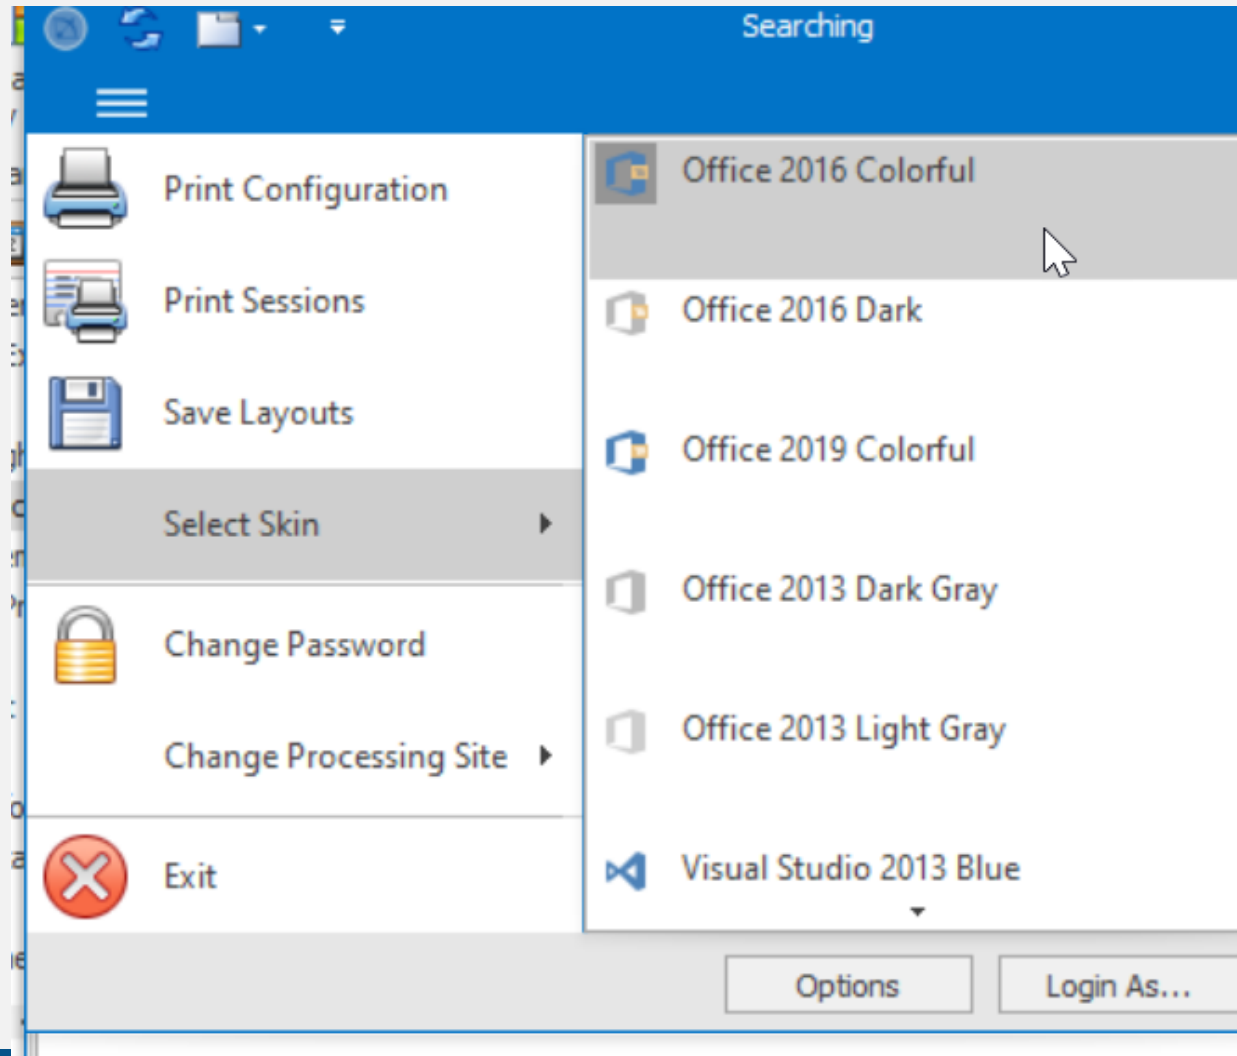 Searching
Print Configuration
Print Sessions
Save Layouts
Select Skin
Change Password
Change Processing Site
Exit
Office 2016 Colorful
Office 2016 Dark
Office 2019 Colorful
Office 2013 Dark Gray
Office 2013 Light Gray
Visual Studio 2013 Blue
Options
Login As...